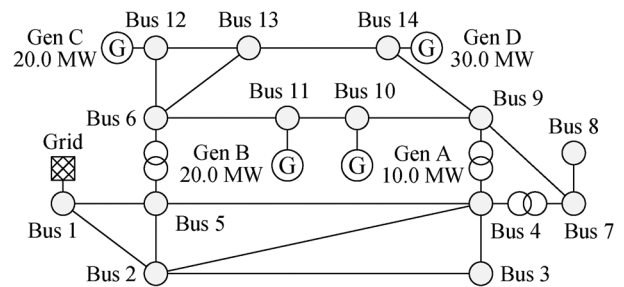 Bus 12
Bus 13
Bus 14
Gen C
20.0 MW
G
G
Gen D
30.0 MW
Bus 11
Bus 10
Bus 9
Bus 6
Bus 8
Grid
Gen B
20.0 MW
G
G
Gen A
10.0 MW
Bus 1
Bus 5
Bus 4
Bus 7
Bus 2
Bus 3